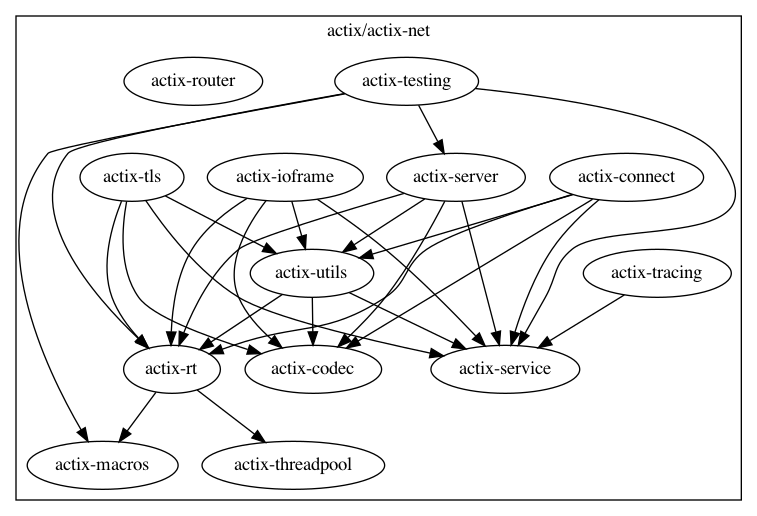 actix/actix-net
actix-router
actix-testing
actix-tls
actix-ioframe
actix-server
actix-connect
actix-utils
actix-tracing
actix-rt
actix-codec
actix-service
actix-macros
actix-threadpool